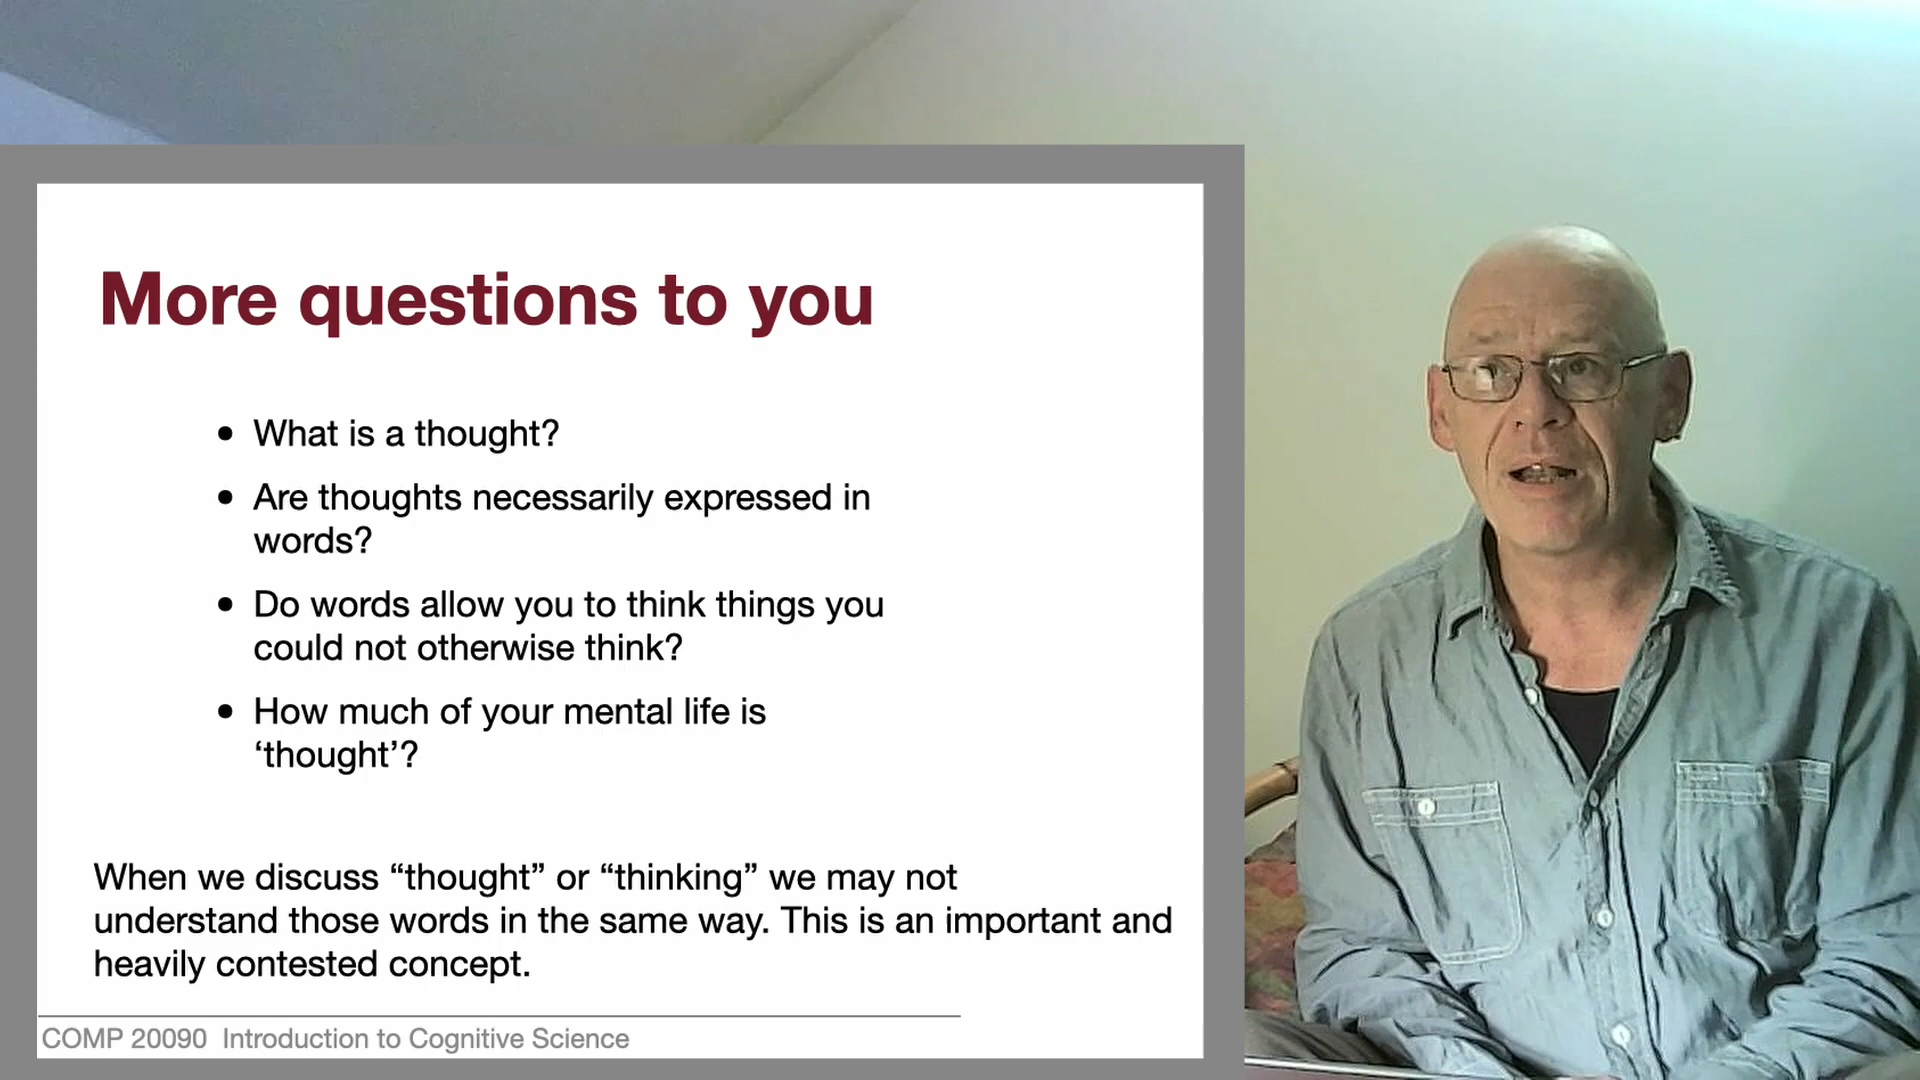 More questions to you
• What is a thought?
• Are thoughts necessarily expressed in
words?
• Do words allow you to think things you
could not otherwise think?
• How much of your mental life is
‘thought’?
When we discuss “thought” or “thinking” we may not
understand those words in the same way. This is an important and
heavily contested concept.
COMP 20090 Introduction to Cognitive Science